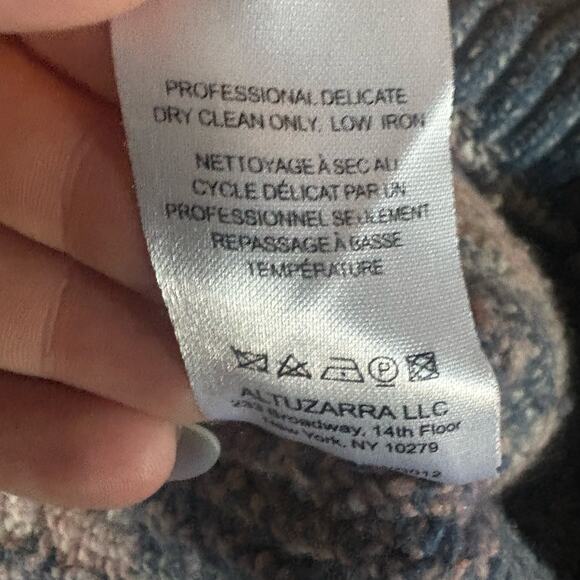 PROFESSIONAL DELICATE
DRY CLEAN ONLY, LOW IRON
NETTOYAGE À SEC AU
CYCLE DÉLICAT PAR UN
PROFESSIONNEL SEULEMENT
REPASSAGE À BASSE
TEMPÉRATURE
P
ALTUZARRA LLC
233 Broadway, 14th Floor
New York, NY 10279